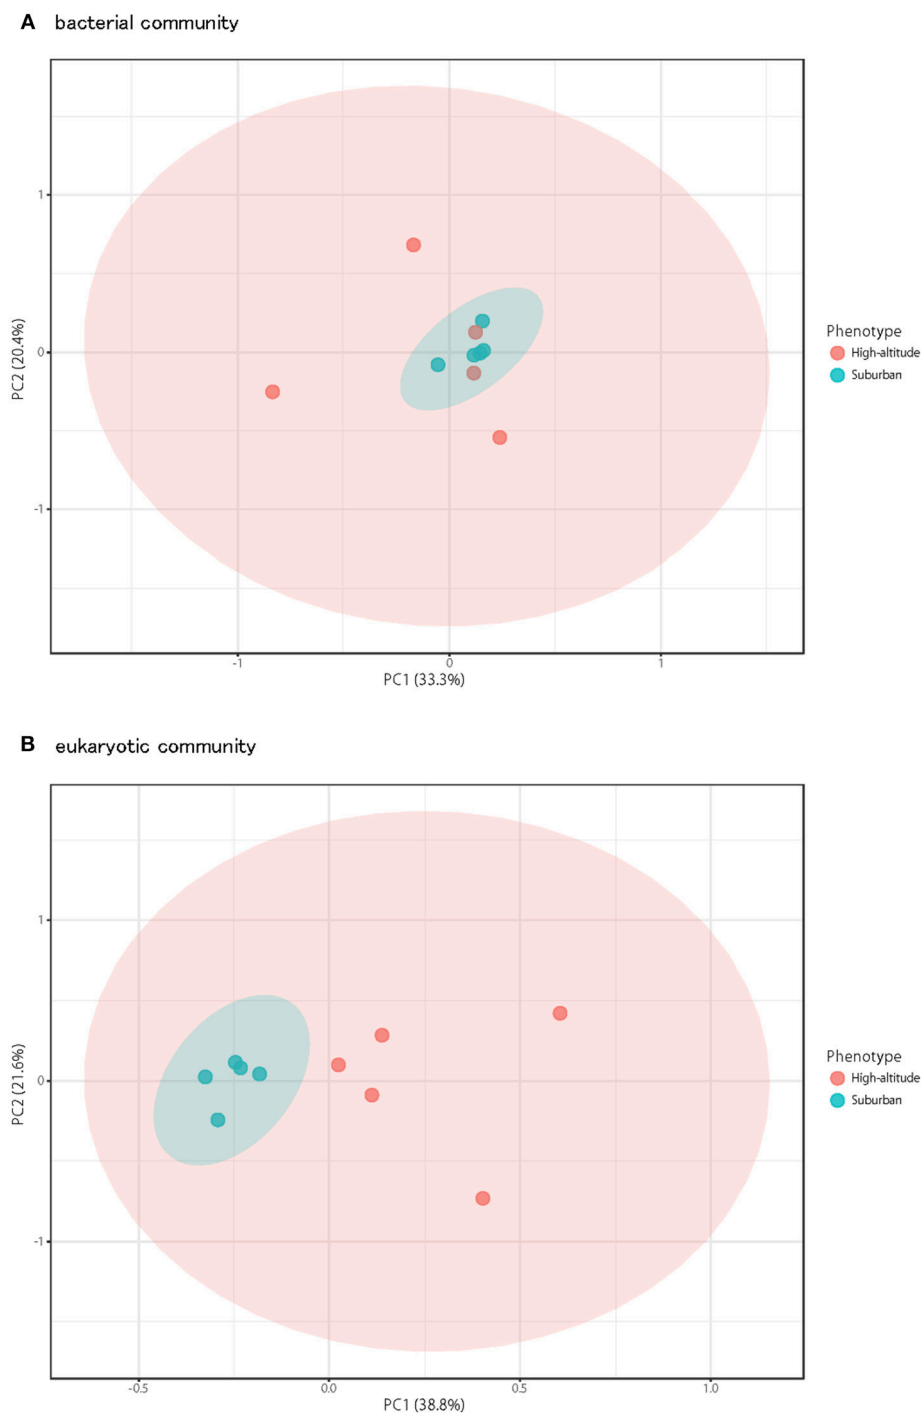 A bacterial community
1
0
-1
PC2 (20.4%)
-1 0 1
PC1 (33.3%)
Phenotype
High-altitude
Suburban
B eukaryotic community
1
0
-1
PC2 (21.6%)
-0.5 0.0 0.5 1.0
PC1 (38.8%)
Phenotype
High-altitude
Suburban